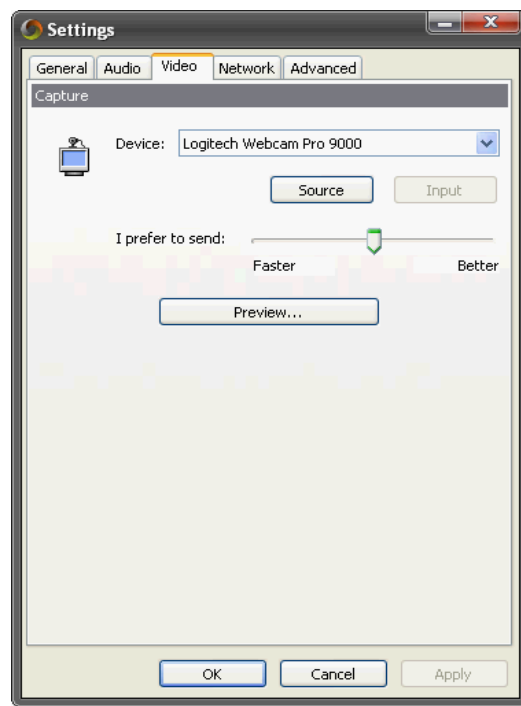 Settings
General Audio Video Network Advanced
Capture
Device: Logitech Webcam Pro 9000
Source Input
I prefer to send:
Faster Better
Preview...
OK Cancel Apply